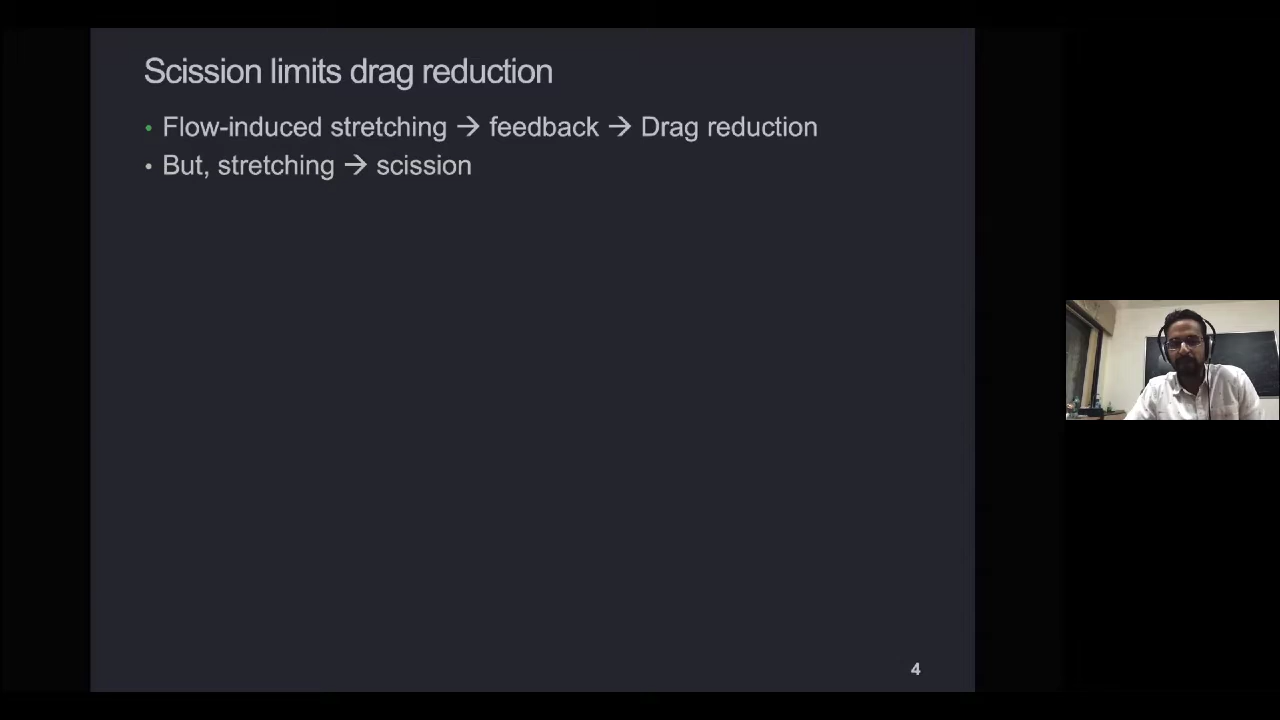 Scission limits drag reduction
• Flow-induced stretching → feedback → Drag reduction
• But, stretching → scission
4